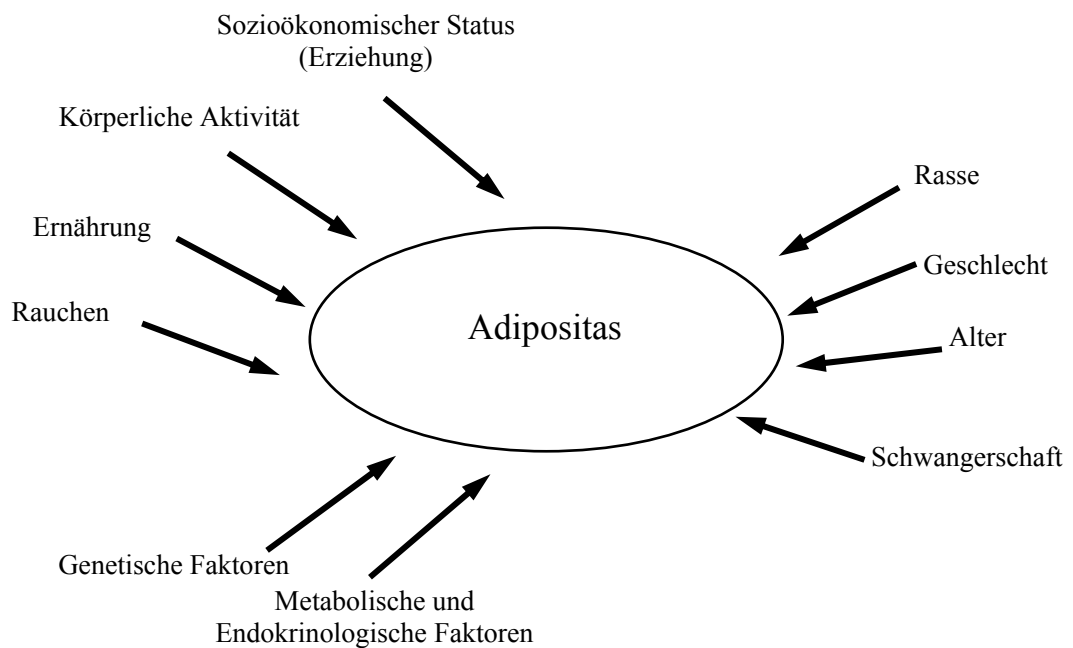 Sozioökonomischer Status
(Erziehung)
Körperliche Aktivität
Rasse
Ernährung
Geschlecht
Rauchen
Adipositas
Alter
Schwangerschaft
Genetische Faktoren
Metabolische und
Endokrinologische Faktoren